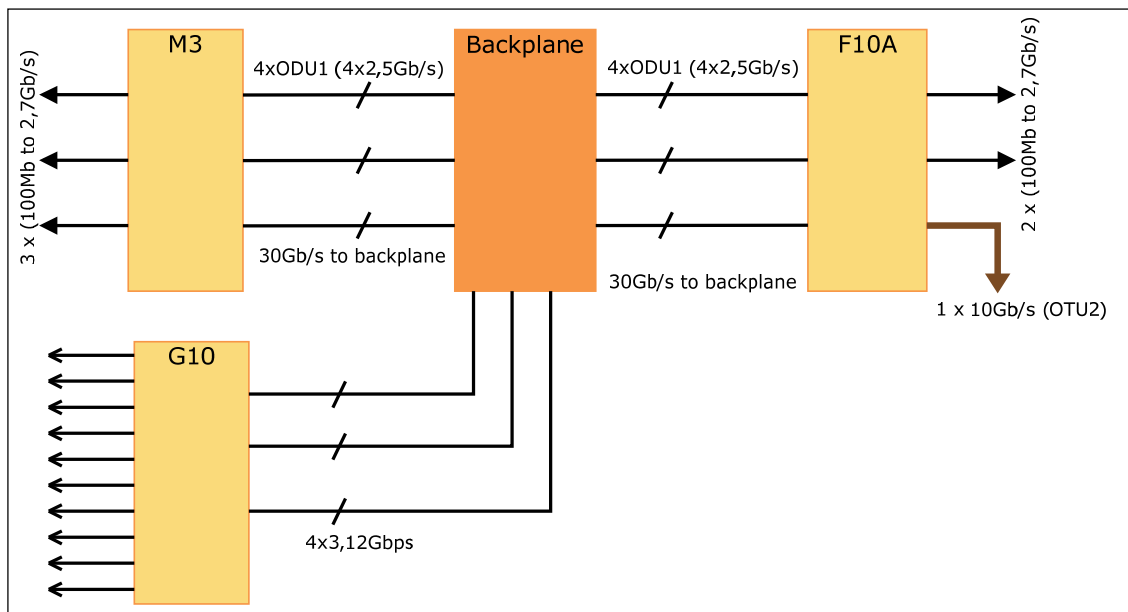 M3
Backplane
F10A
4xODU1 (4x2,5Gb/s)
4xODU1 (4x2,5Gb/s)
3 x (100Mb to 2,7Gb/s)
2 x (100Mb to 2,7Gb/s)
30Gb/s to backplane
30Gb/s to backplane
1 x 10Gb/s (OTU2)
G10
4x3,12Gbps